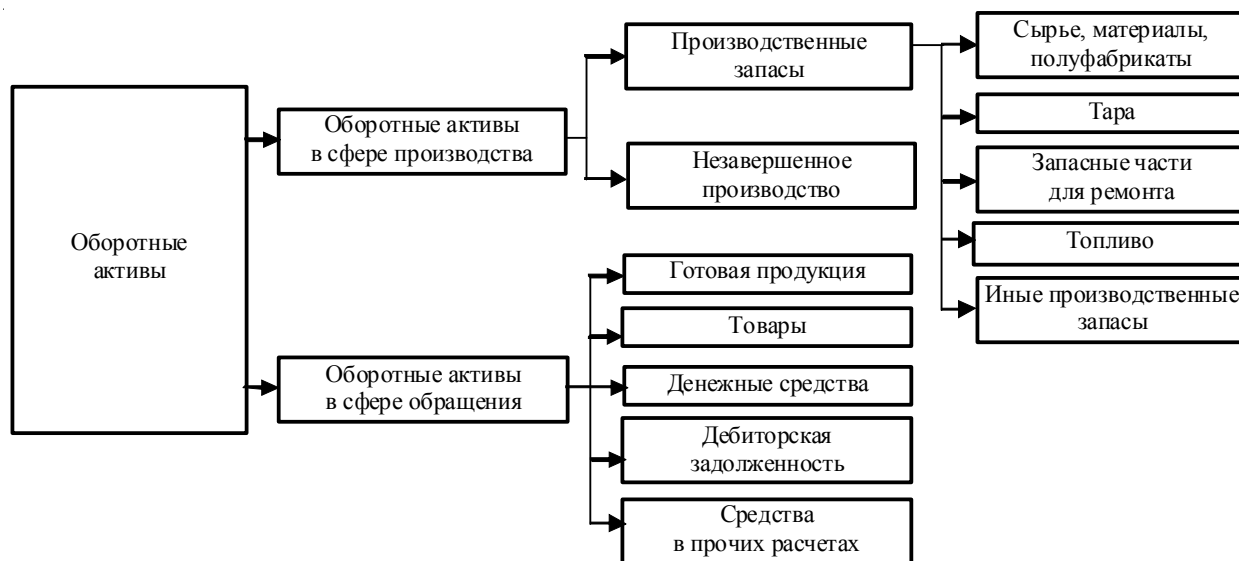 Оборотные
активы
Оборотные активы
в сфере производства
Оборотные активы
в сфере обращения
Производственные
запасы
Незавершенное
производство
Готовая продукция
Товары
Денежные средства
Дебиторская
задолженность
Средства
в прочих расчетах
Сырье, материалы,
полуфабрикаты
Тара
Запасные части
для ремонта
Топливо
Иные производственные
запасы